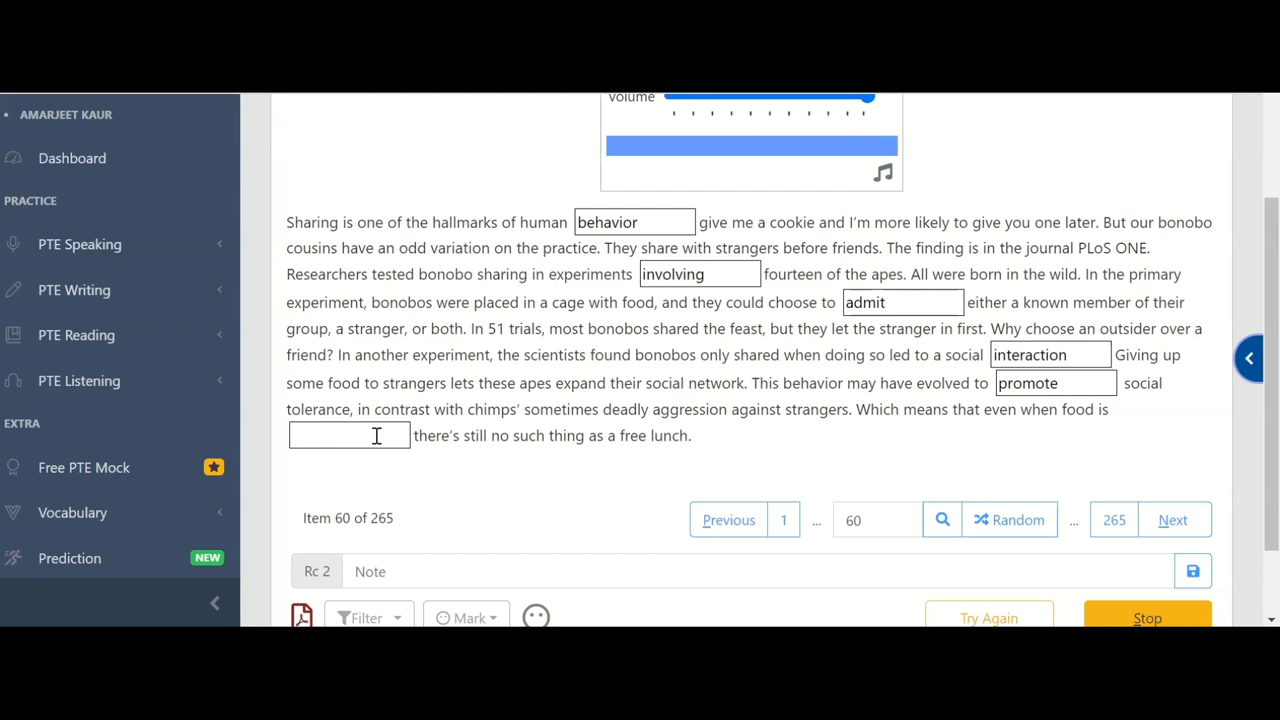 volume
AMARJEET KAUR
Dashboard
PRACTICE
PTE Speaking
PTE Writing
PTE Reading
PTE Listening
EXTRA
Free PTE Mock
Vocabulary
Prediction NEW
Sharing is one of the hallmarks of human behavior give me a cookie and I'm more likely to give you one later. But our bonobo
cousins have an odd variation on the practice. They share with strangers before friends. The finding is in the journal PLoS ONE.
Researchers tested bonobo sharing in experiments involving fourteen of the apes. All were born in the wild. In the primary
experiment, bonobos were placed in a cage with food, and they could choose to admit either a known member of their
group, a stranger, or both. In 51 trials, most bonobos shared the feast, but they let the stranger in first. Why choose an outsider over a
friend? In another experiment, the scientists found bonobos only shared when doing so led to a social interaction Giving up
some food to strangers lets these apes expand their social network. This behavior may have evolved to promote social
tolerance, in contrast with chimps' sometimes deadly aggression against strangers. Which means that even when food is
there's still no such thing as a free lunch.
Item 60 of 265
Previous 1 ... 60 Random ... 265 Next
Rc 2 Note
Filter Mark Try Again Stop